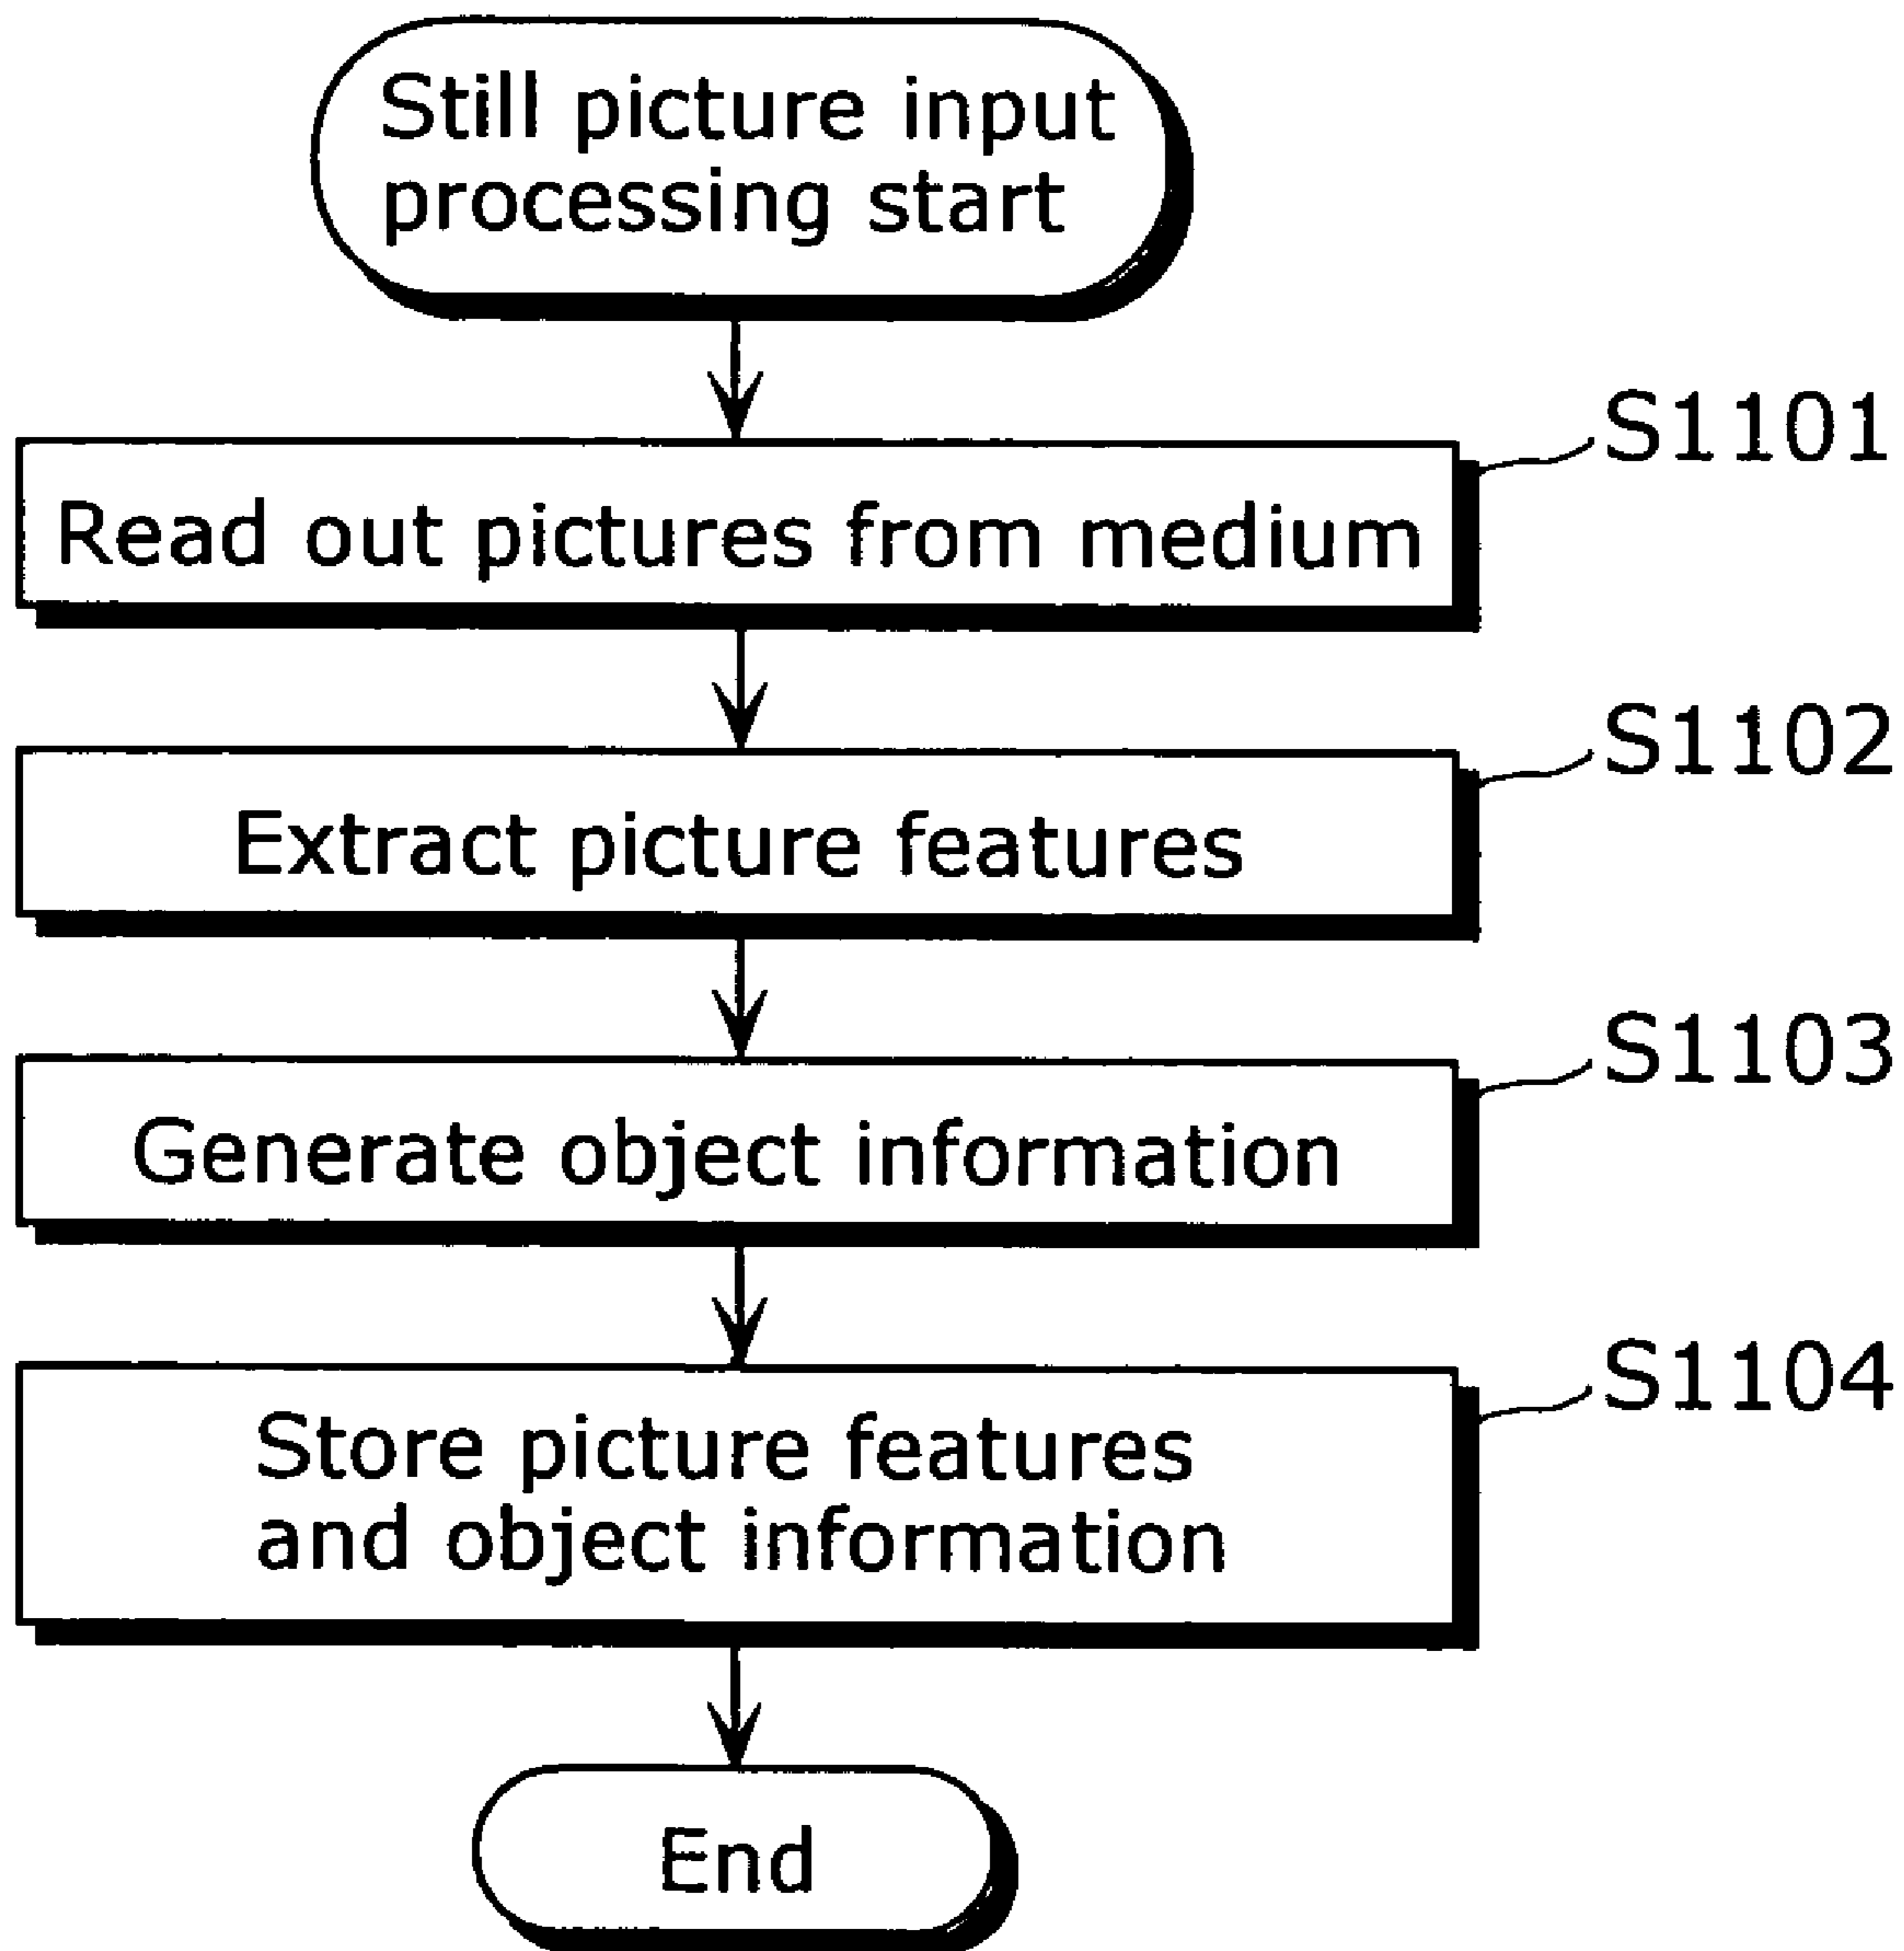 Still picture input
processing start
S1101
Read out pictures from medium
S1102
Extract picture features
S1103
Generate object information
S1104
Store picture features
and object information
End